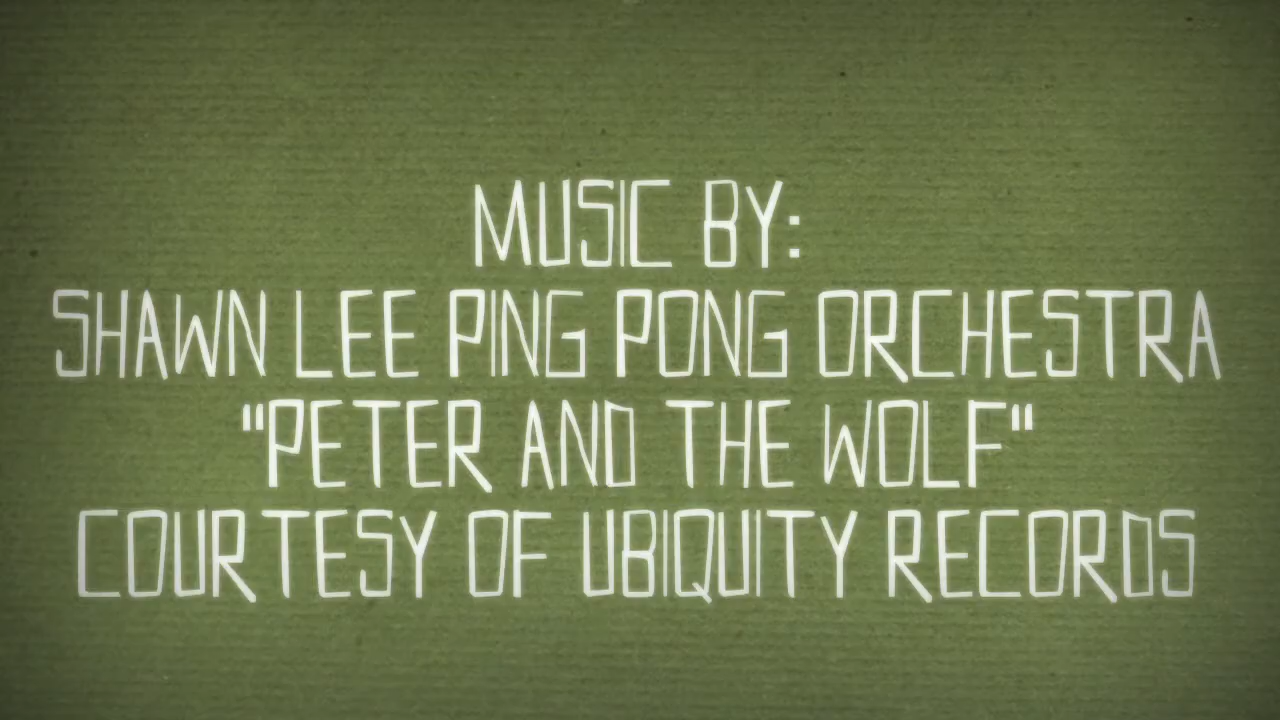 MUSIC BY:
SHAWN LEE PING PONG ORCHESTRA
"PETER AND THE WOLF"
COURTESY OF UBIQUITY RECORDS